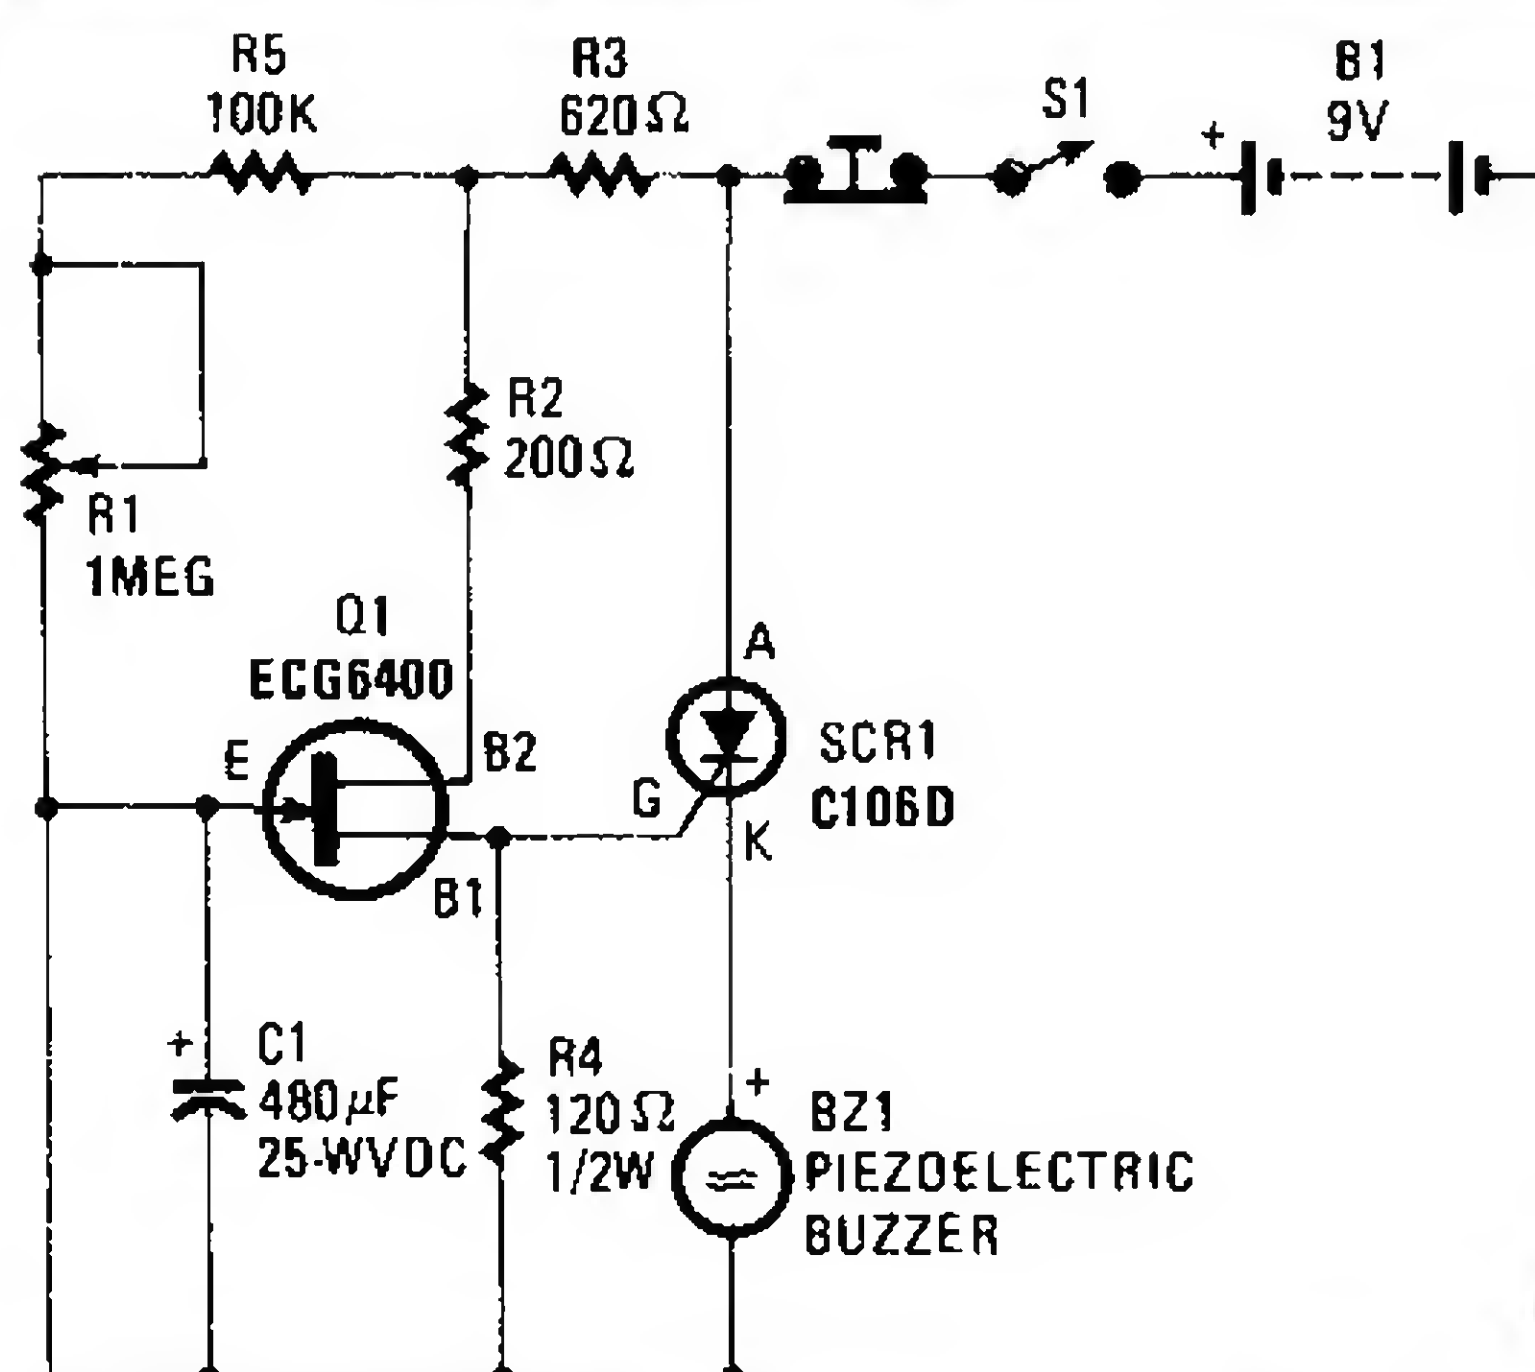 R5
100K
R3
620Ω
S1
+
B1
9V
R2
200Ω
R1
1MEG
Q1
ECG6400
E
B2
B1
A
G
K
SCR1
C106D
+
C1
480µF
25-WVDC
R4
120Ω
1/2W
+
BZ1
PIEZOELECTRIC
BUZZER